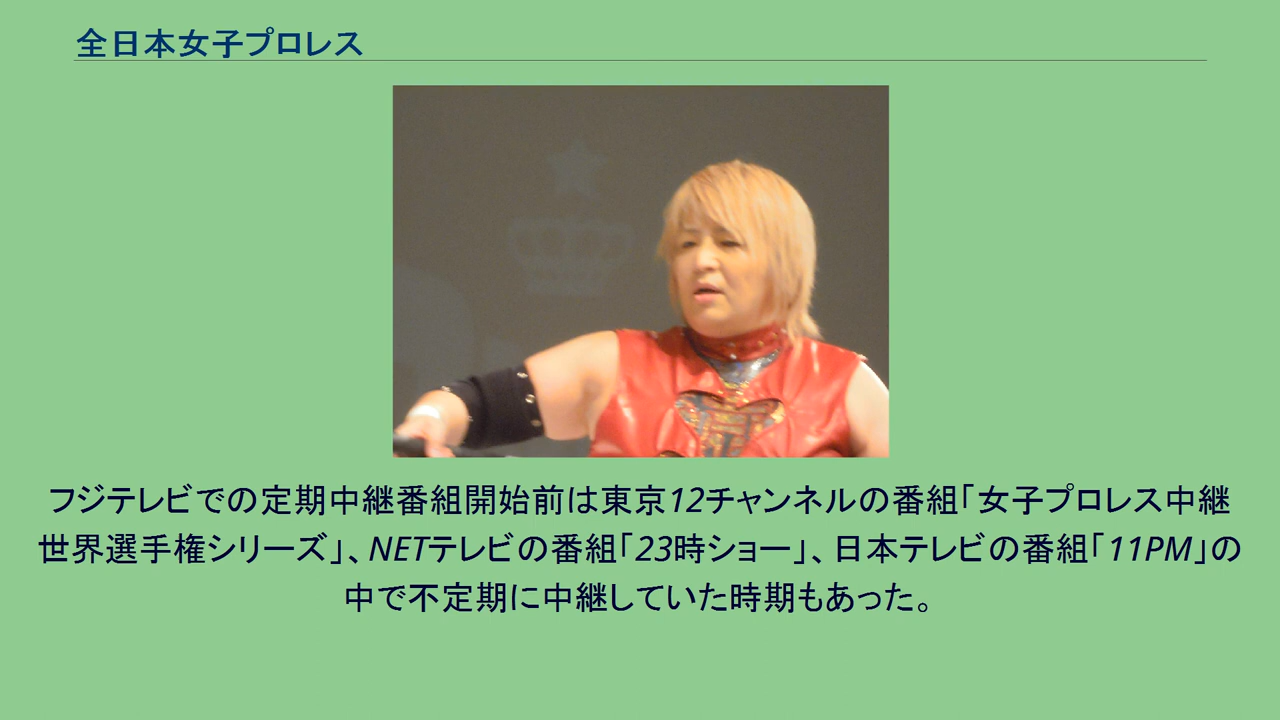 全日本女子プロレス
フジテレビでの定期中継番組開始前は東京12チャンネルの番組｢女子プロレス中継
世界選手権シリーズ｣、NETテレビの番組｢23時ショー｣、日本テレビの番組｢11PM｣の
中で不定期に中継していた時期もあった。